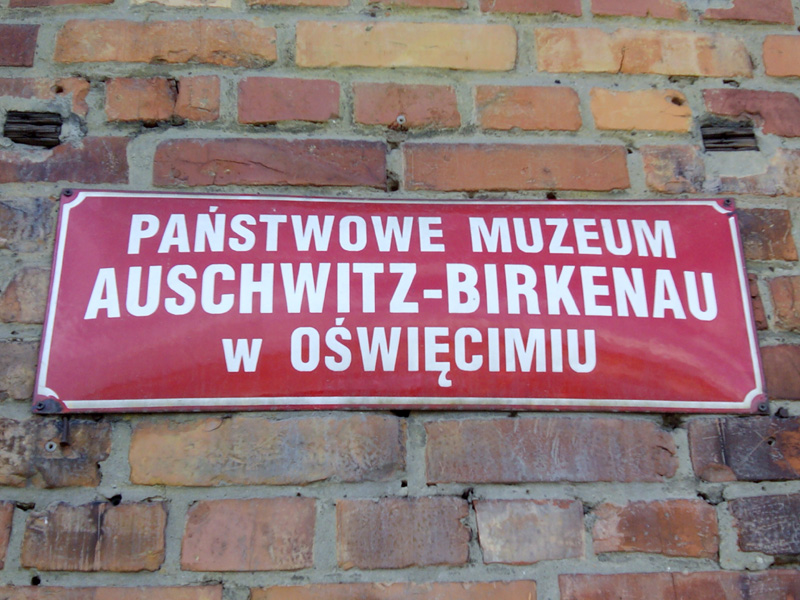 PAŃSTWOWE MUZEUM
AUSCHWITZ-BIRKENAU
w OŚWIĘCIMIU